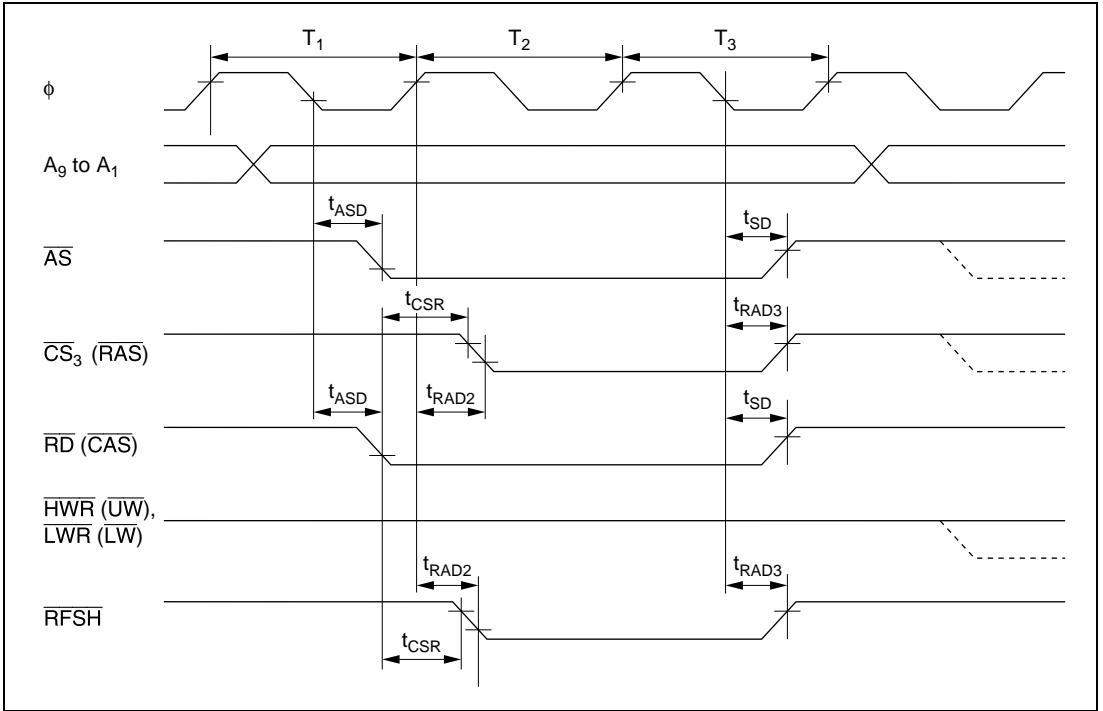 T1 T2 T3
ϕ
A9 to A1
tASD tSD
AS
tCSR tRAD3
CS3 (RAS)
tASD tRAD2 tSD
RD (CAS)
HWR (UW),
LWR (LW)
tRAD2 tRAD3
RFSH
tCSR